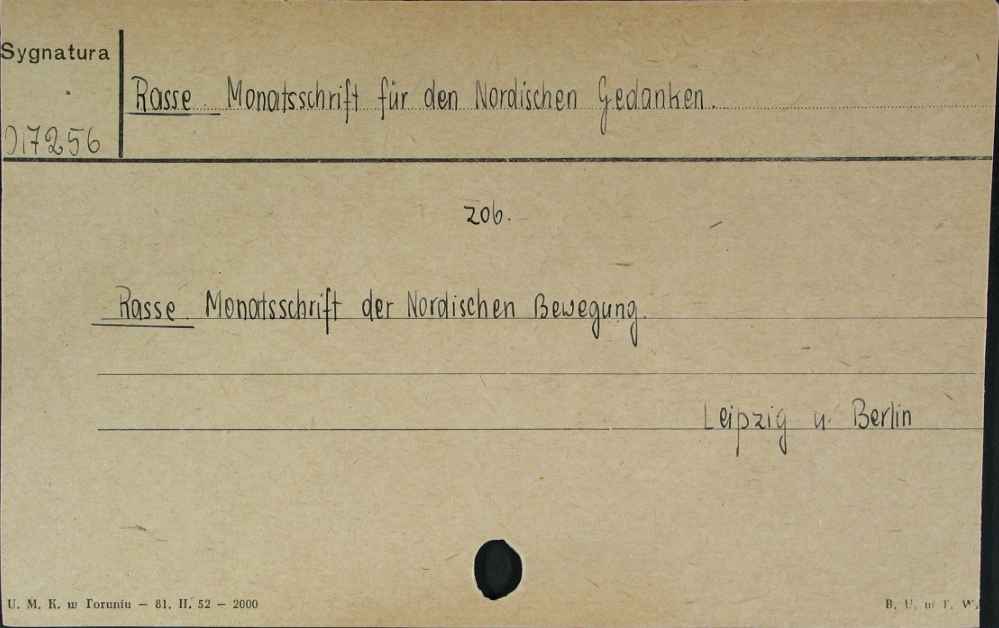 Sygnatura
Rasse. Monatsschrift für den Nordischen Gedanken.
017256
zob.
Rasse. Monatsschrift der Nordischen Bewegung.
Leipzig u. Berlin
U. M. K. w Toruniu – 81. II. 52 – 2000
B. U. w T. W.